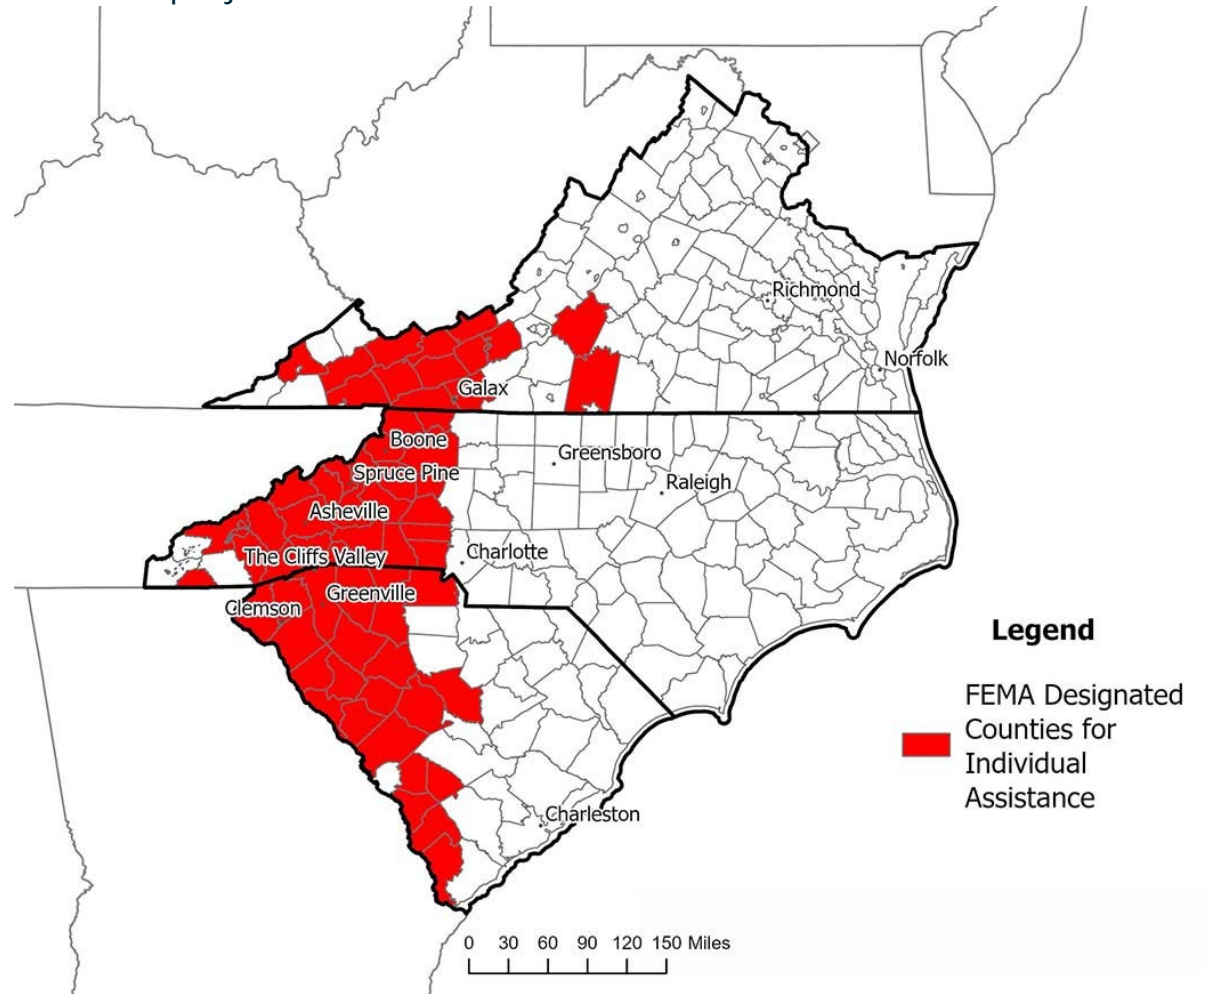 Richmond
Norfolk
Galax
Boone
Greensboro
Spruce Pine
Raleigh
Asheville
Charlotte
The Cliffs Valley
Greenville
Clemson
Charleston
Legend
FEMA Designated
Counties for
Individual
Assistance
0 30 60 90 120 150 Miles